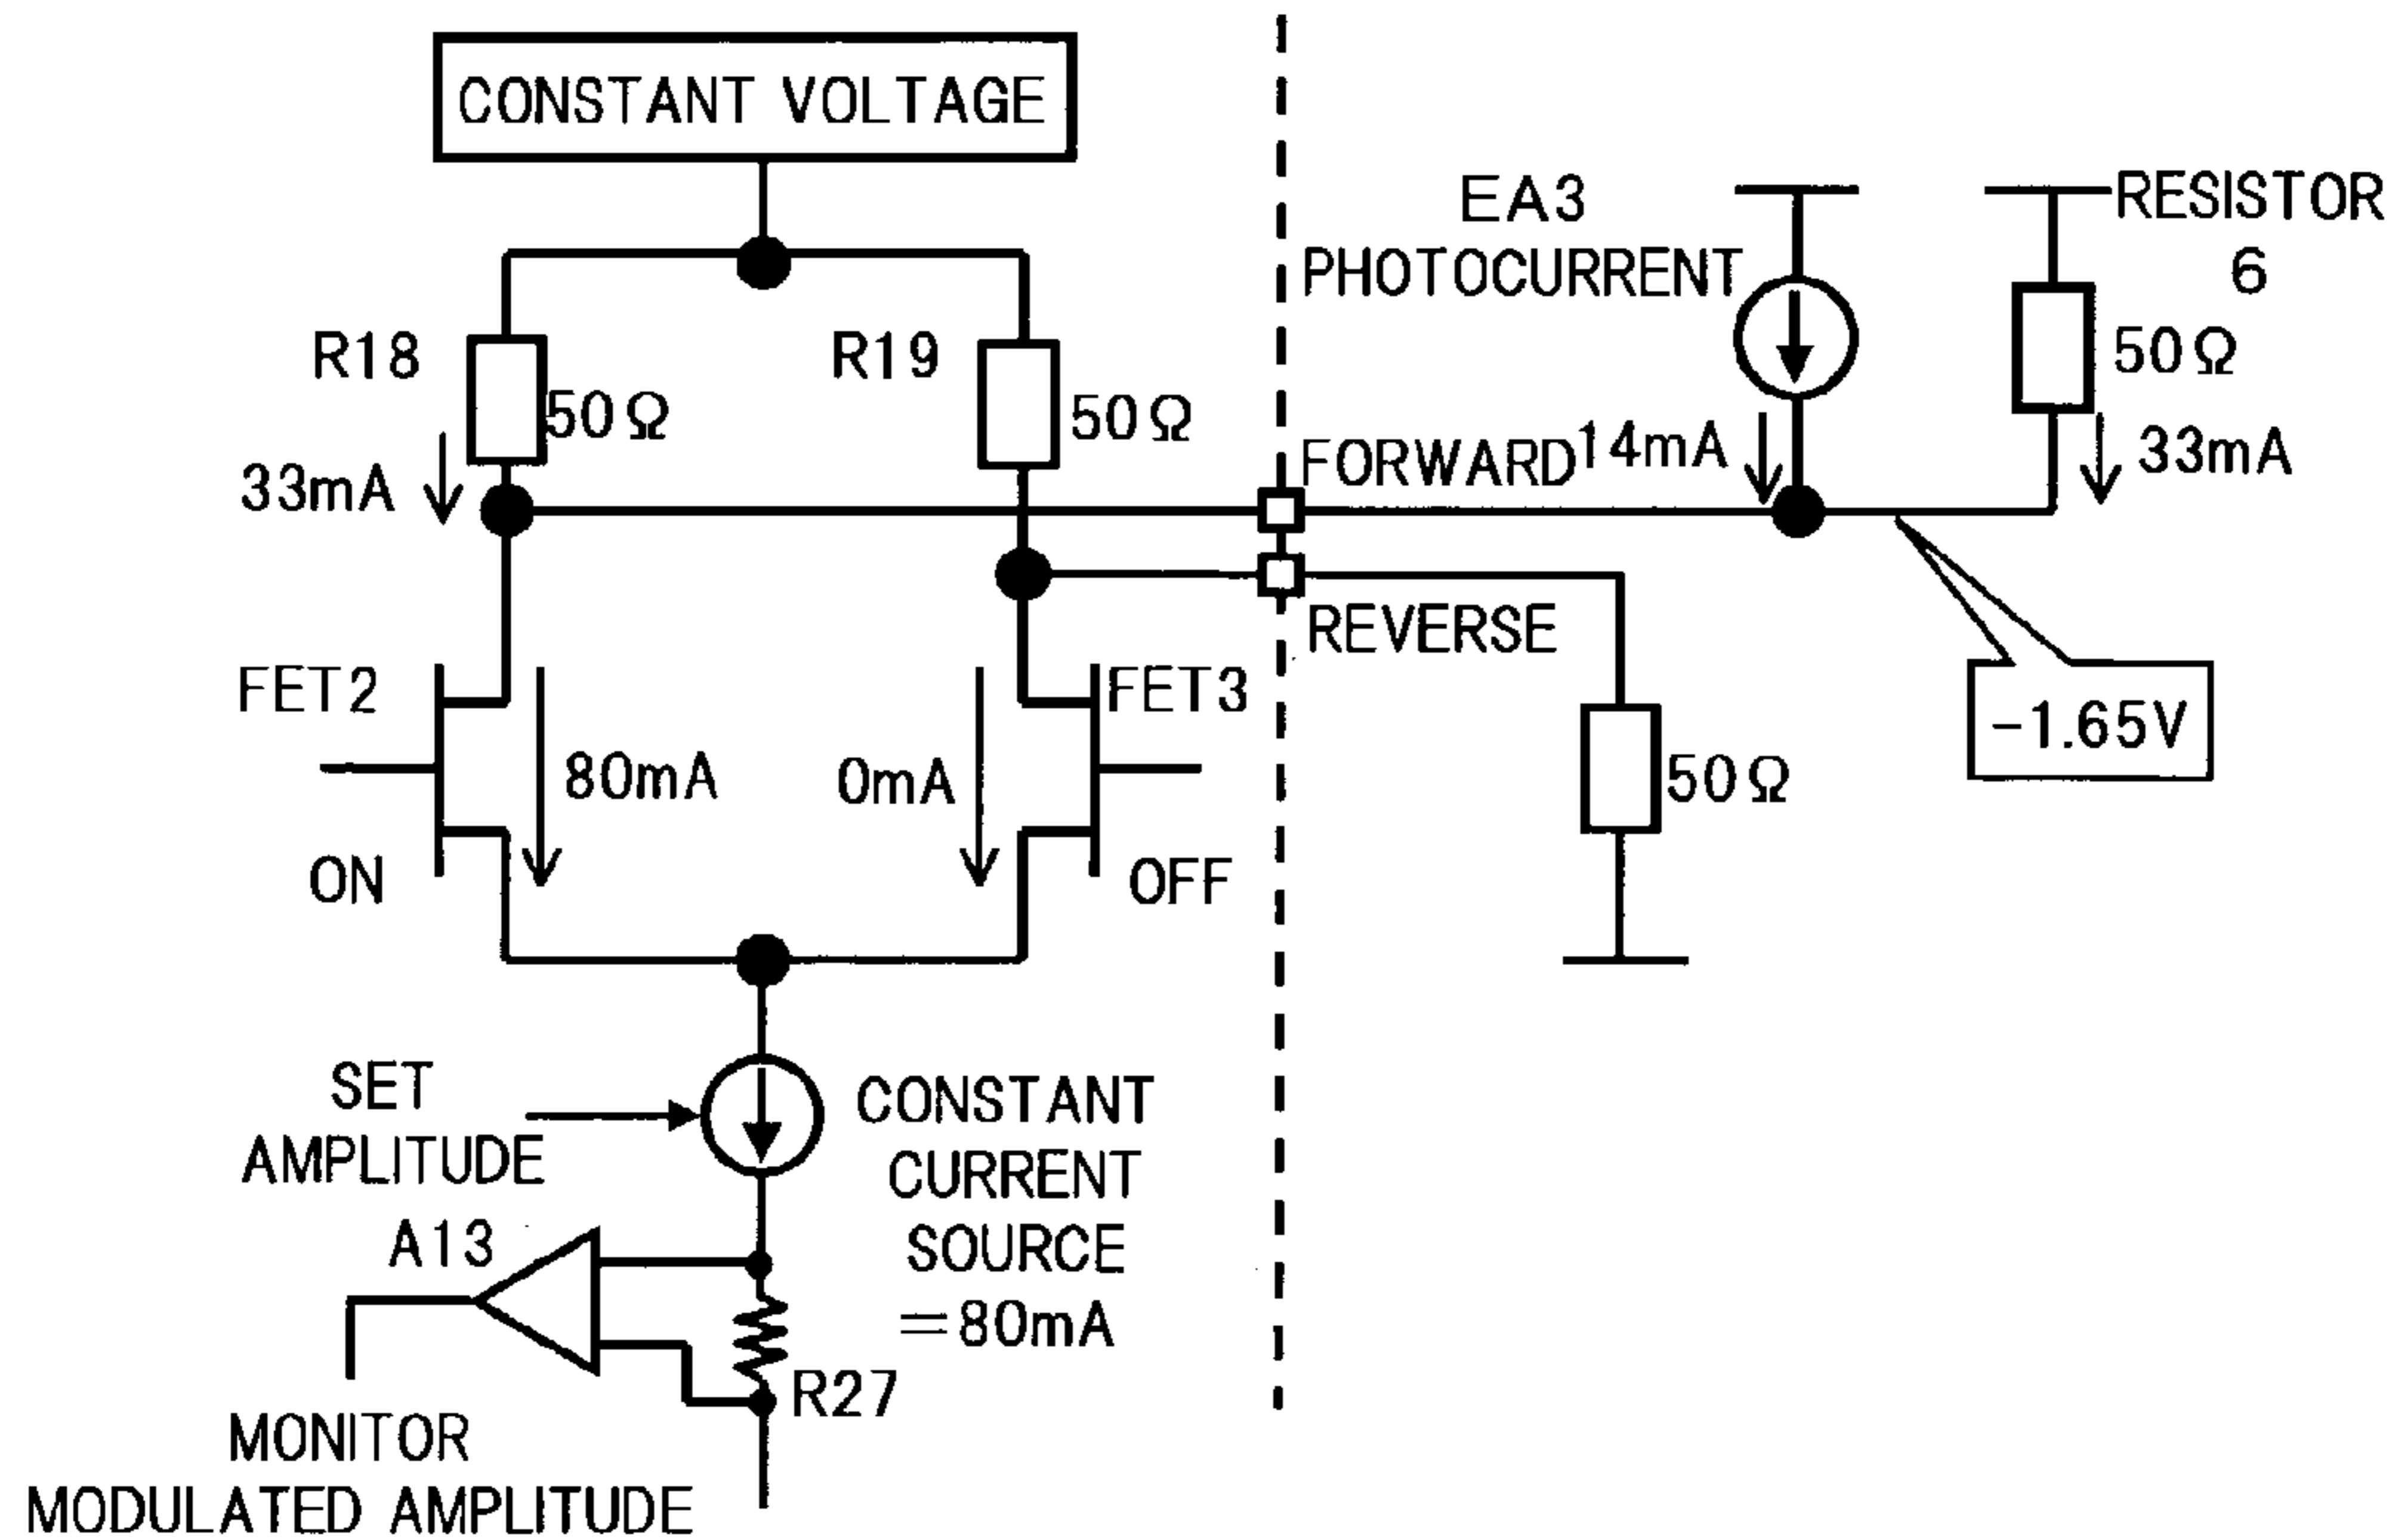 CONSTANT VOLTAGE
EA3
PHOTOCURRENT
RESISTOR
6
R18
50Ω
R19
50Ω
50Ω
33mA
FORWARD
14mA
33mA
REVERSE
FET2
80mA
ON
0mA
FET3
OFF
50Ω
-1.65V
SET
AMPLITUDE
CONSTANT
CURRENT
SOURCE
=80mA
A13
R27
MONITOR
MODULATED AMPLITUDE